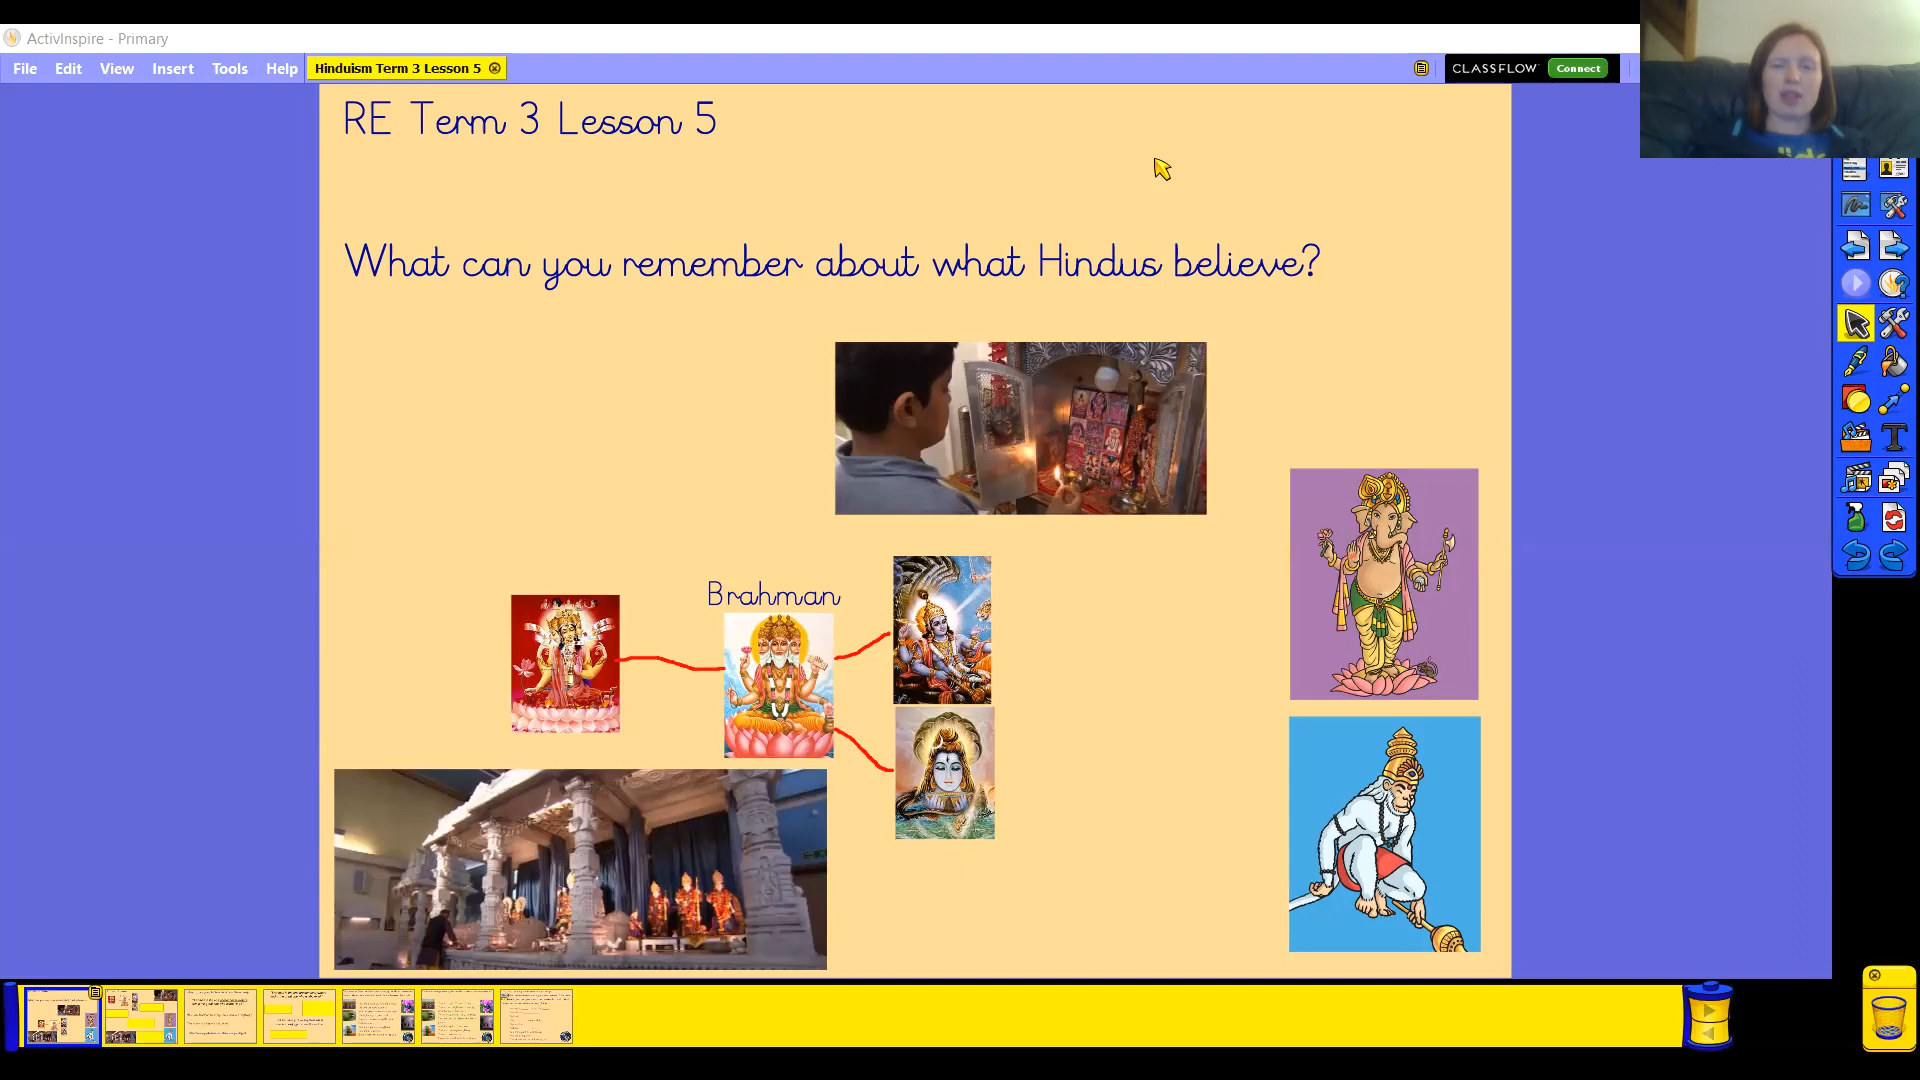 ActivInspire - Primary
File Edit View Insert Tools Help Hinduism Term 3 Lesson 5 CLASSFLOW Connect
RE Term 3 Lesson 5
What can you remember about what Hindus believe?
Brahman